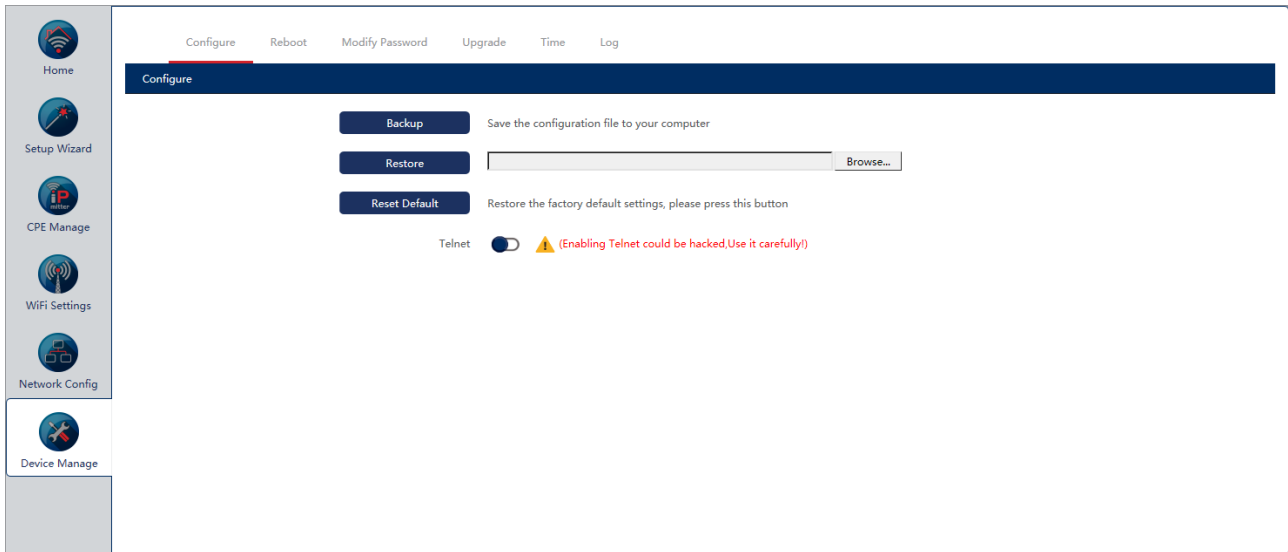 Home
Setup Wizard
iP
mitter
CPE Manage
WiFi Settings
Network Config
Device Manage
Configure Reboot Modify Password Upgrade Time Log
Configure
Backup Save the configuration file to your computer
Restore Browse...
Reset Default Restore the factory default settings, please press this button
Telnet (Enabling Telnet could be hacked,Use it carefully!)